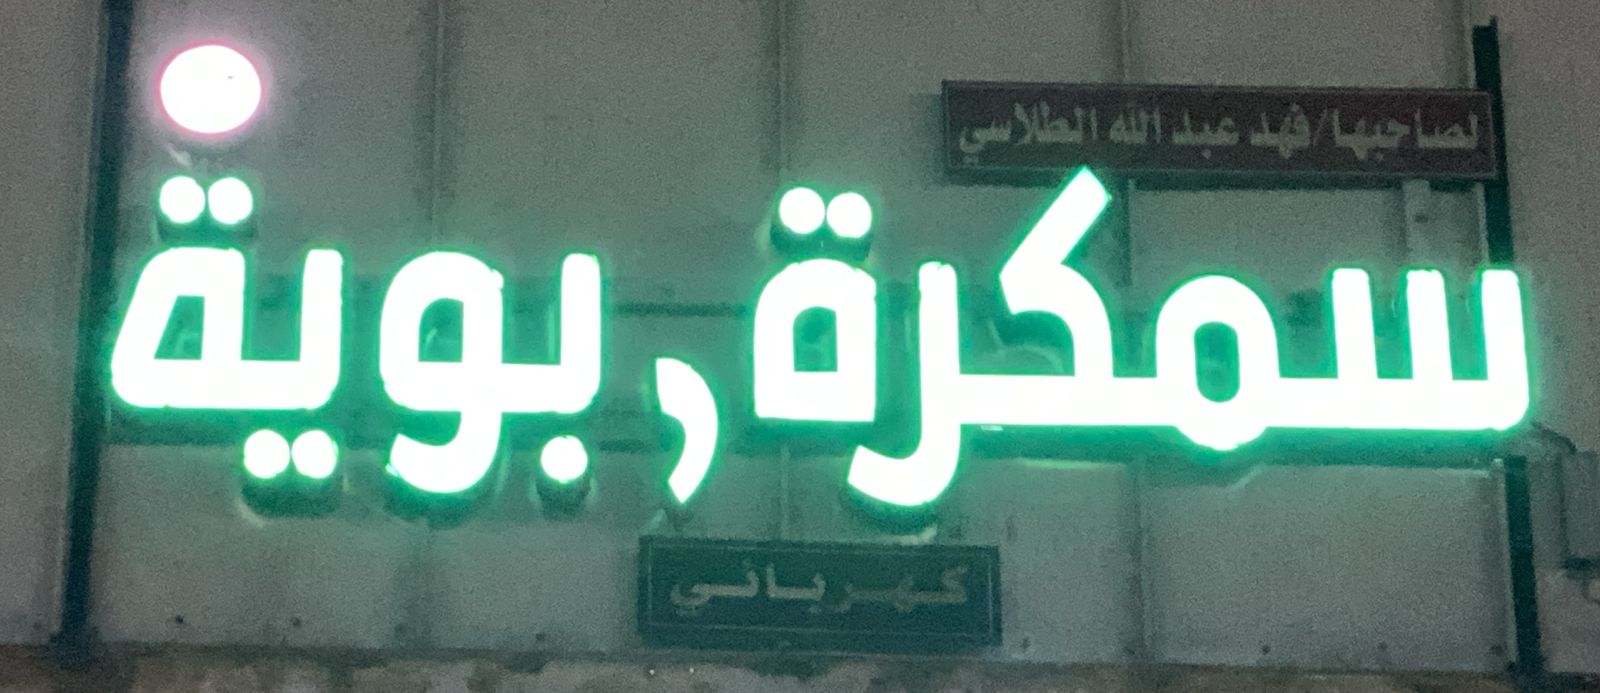 لصاحبها/فهد عبد الله الطلاسي
سمكرة , بوية
كهربائي